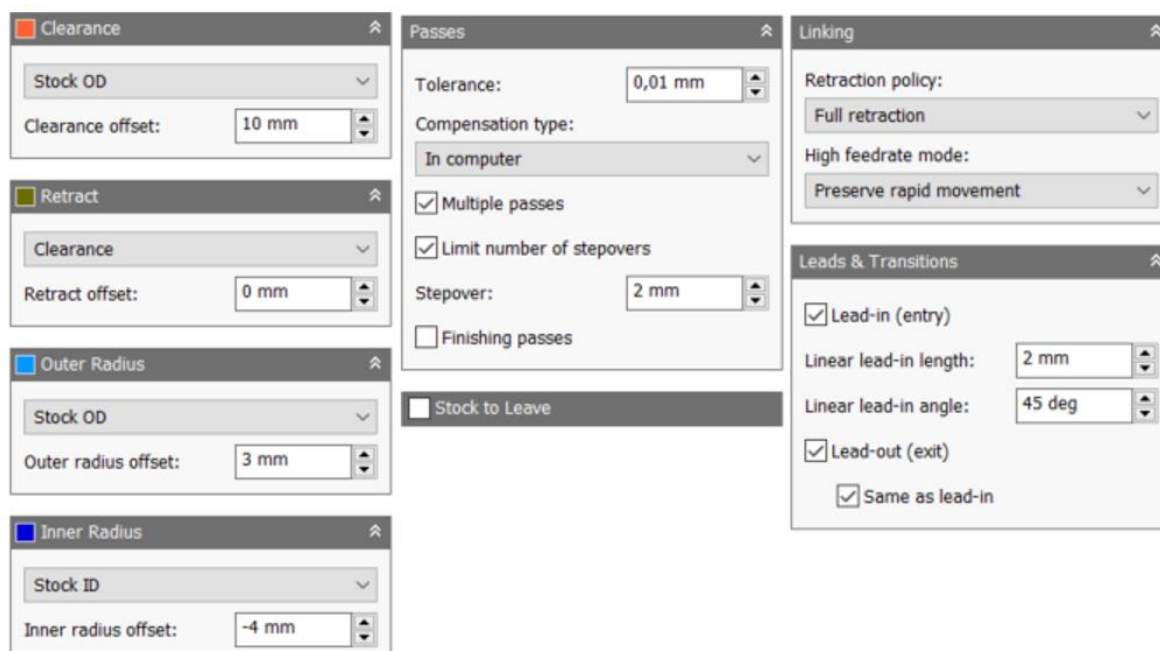 Clearance
Stock OD
Clearance offset: 10 mm
Retract
Clearance
Retract offset: 0 mm
Outer Radius
Stock OD
Outer radius offset: 3 mm
Inner Radius
Stock ID
Inner radius offset: -4 mm
Passes
Tolerance: 0,01 mm
Compensation type:
In computer
Multiple passes
Limit number of stepovers
Stepover: 2 mm
Finishing passes
Stock to Leave
Linking
Retraction policy:
Full retraction
High feedrate mode:
Preserve rapid movement
Leads & Transitions
Lead-in (entry)
Linear lead-in length: 2 mm
Linear lead-in angle: 45 deg
Lead-out (exit)
Same as lead-in